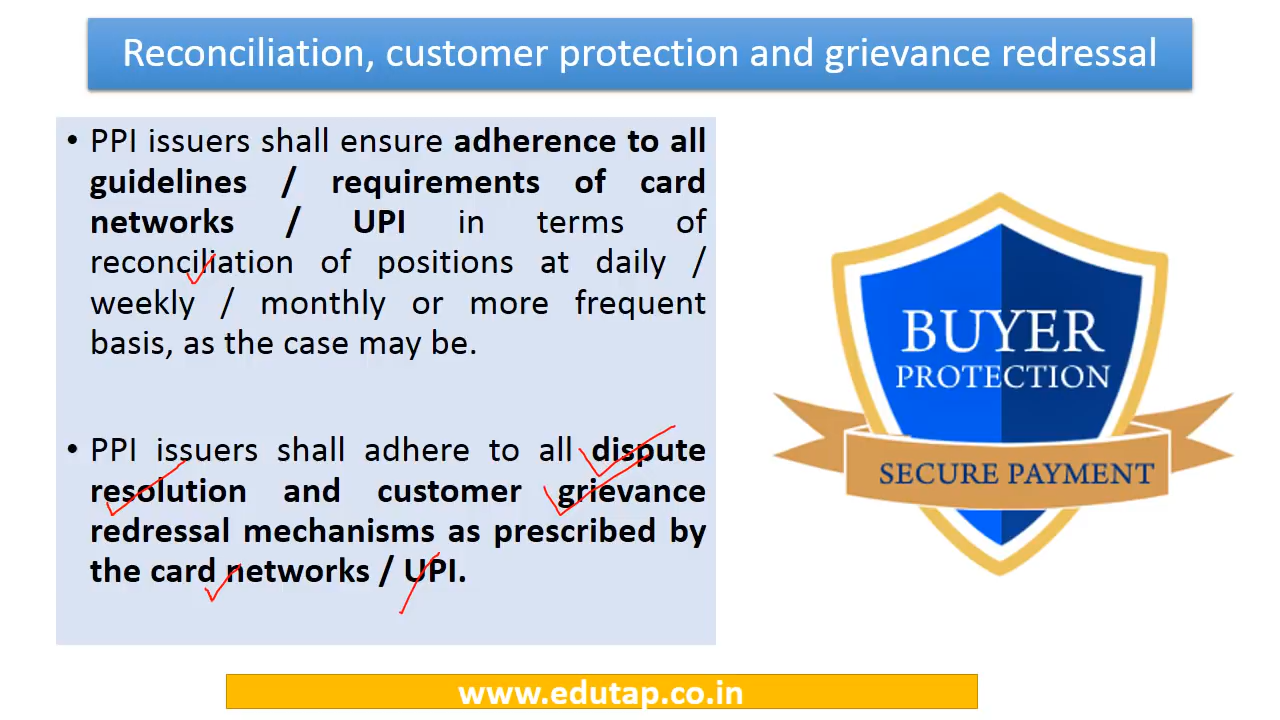 Reconciliation, customer protection and grievance redressal
• PPI issuers shall ensure adherence to all
guidelines / requirements of card
networks / UPI in terms of
reconciliation of positions at daily /
weekly / monthly or more frequent
basis, as the case may be.
• PPI issuers shall adhere to all dispute
resolution and customer grievance
redressal mechanisms as prescribed by
the card networks / UPI.
BUYER
PROTECTION
SECURE PAYMENT
www.edutap.co.in